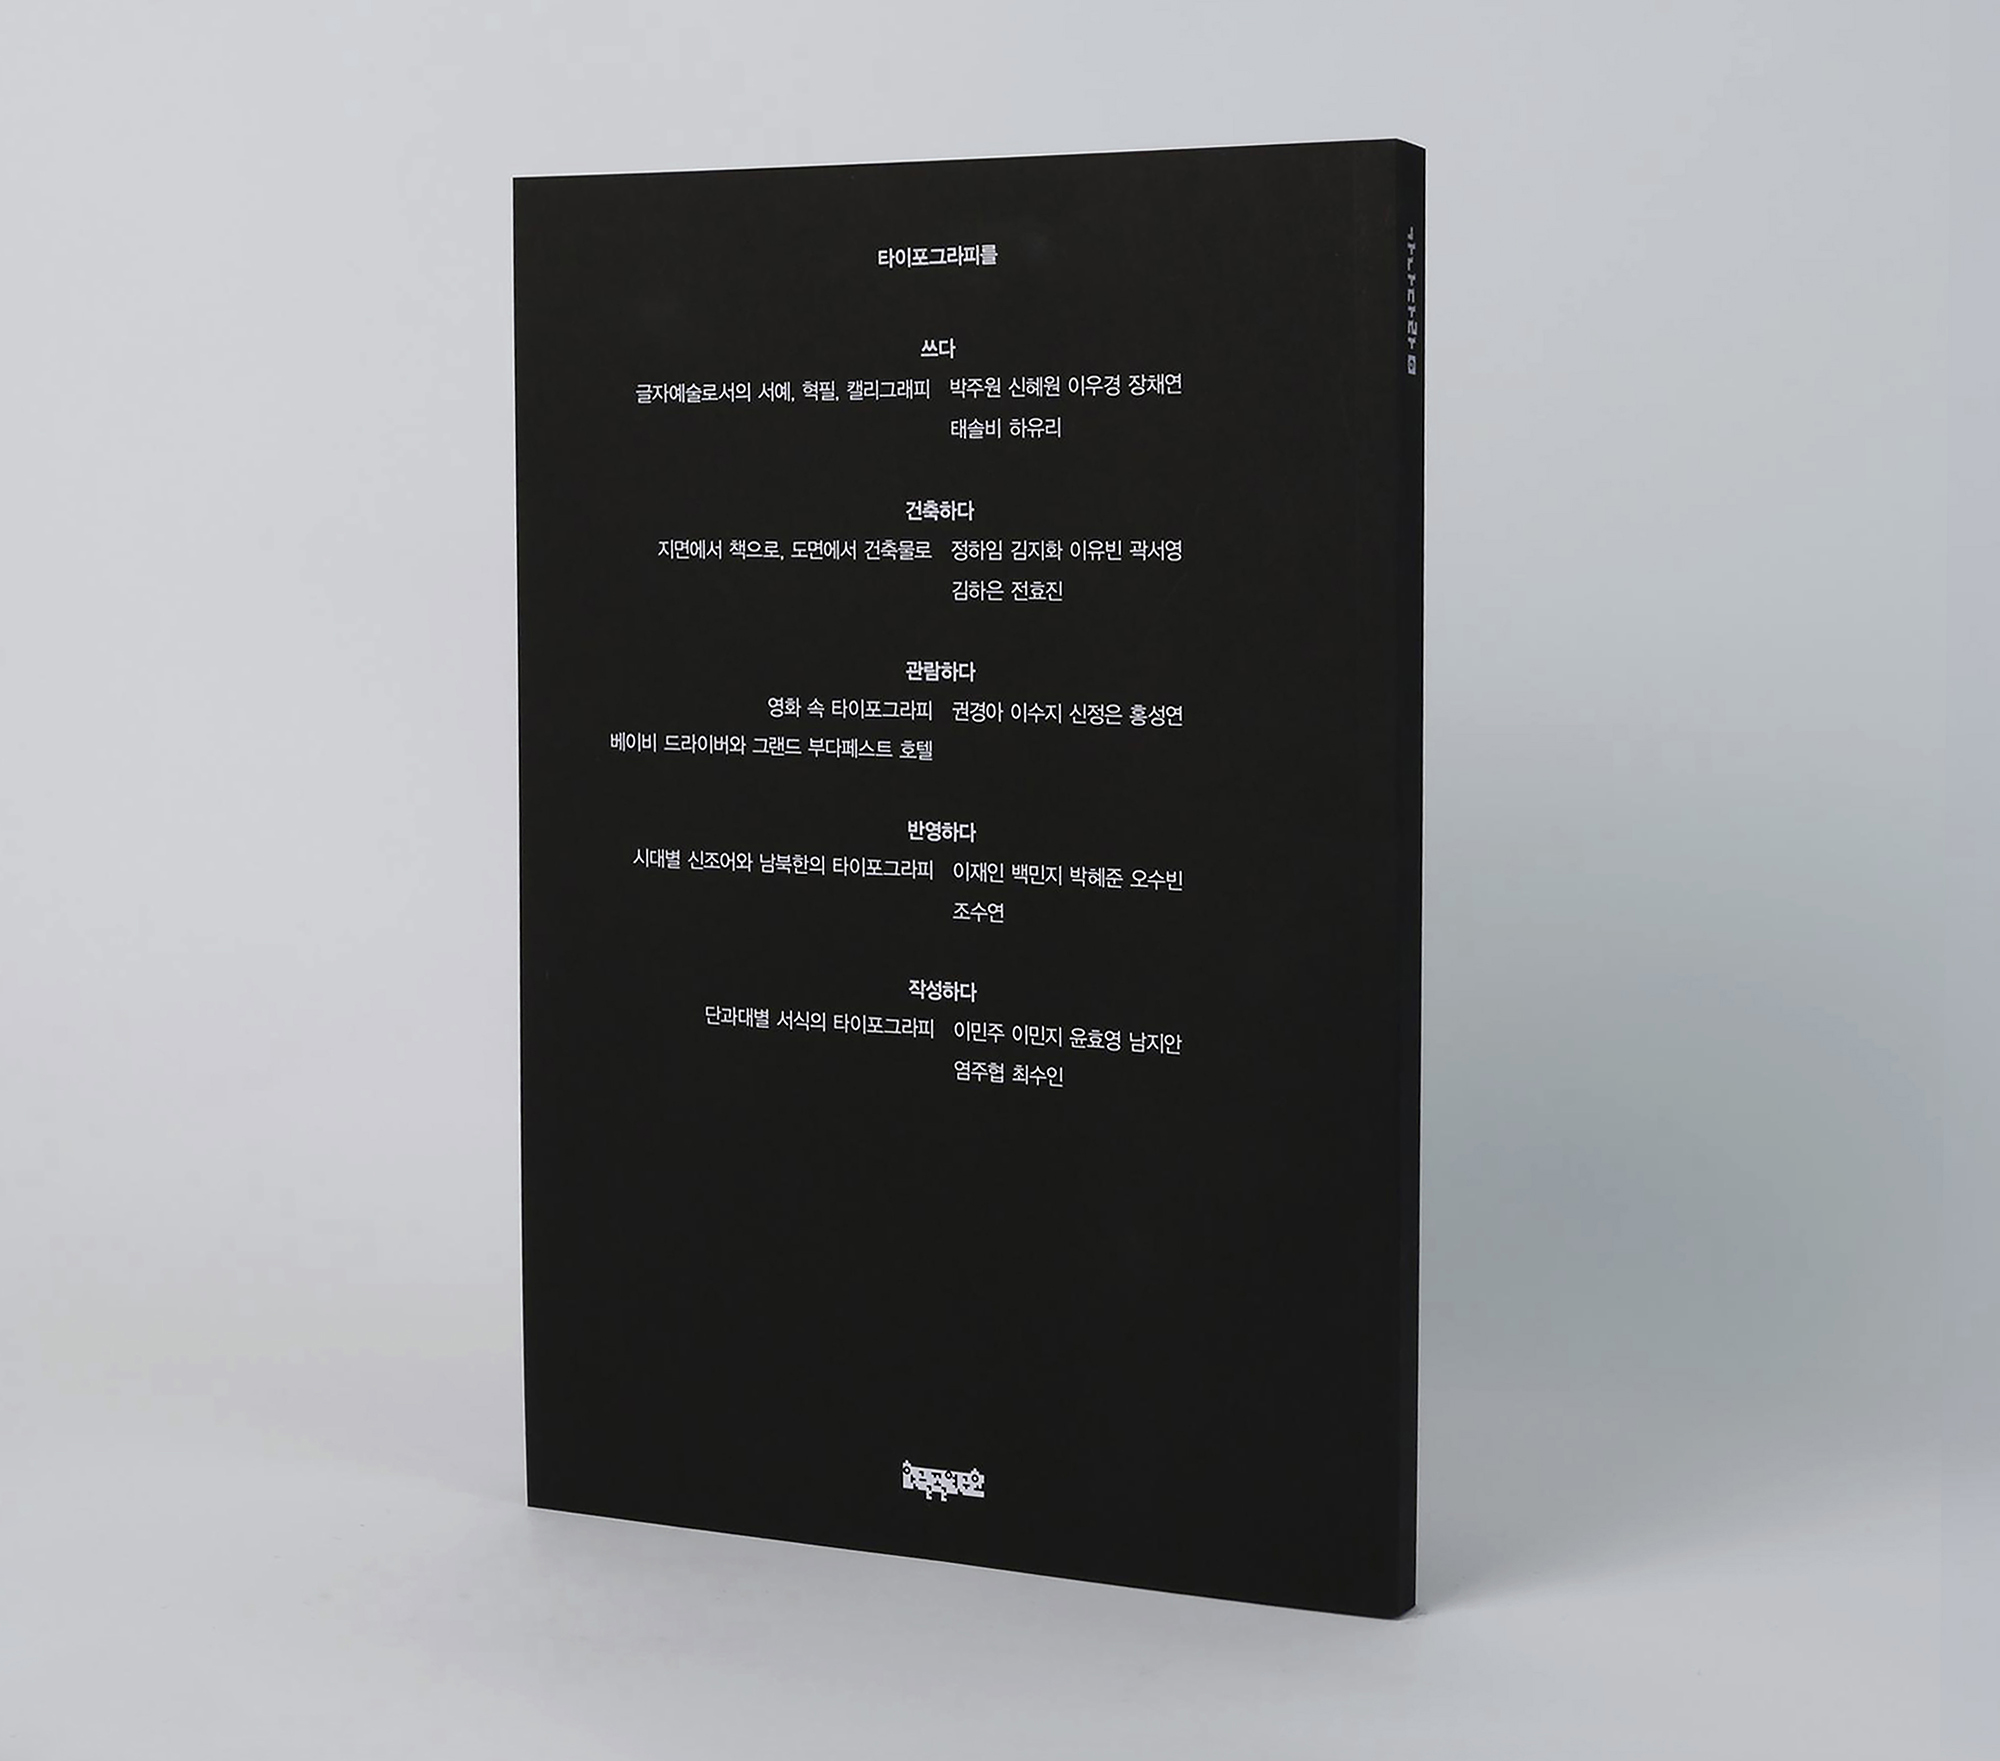 타이포그라피를
쓰다
글자예술로서의 서예, 혁필, 캘리그래피 박주원 신혜원 이우경 장채연
태솔비 하유리
건축하다
지면에서 책으로, 도면에서 건축물로 정하임 김지화 이유빈 곽서영
김하은 전효진
관람하다
영화 속 타이포그라피 권경아 이수지 신정은 홍성연
베이비 드라이버와 그랜드 부다페스트 호텔
반영하다
시대별 신조어와 남북한의 타이포그라피 이재인 백민지 박혜준 오수빈
조수연
작성하다
단과대별 서식의 타이포그라피 이민주 이민지 윤효영 남지안
염주협 최수인